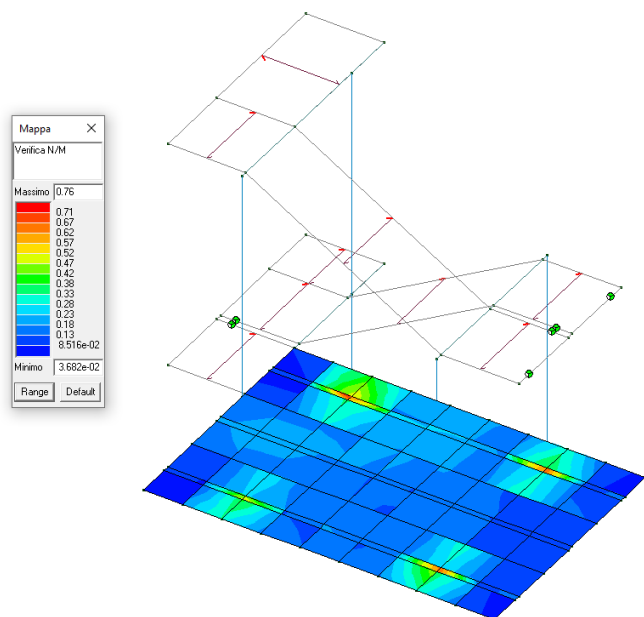 Mappa
Verifica N/M
Massimo 0.76
0.71
0.67
0.62
0.57
0.52
0.47
0.42
0.38
0.33
0.28
0.23
0.18
0.13
8.516e-02
Minimo 3.682e-02
Range Default